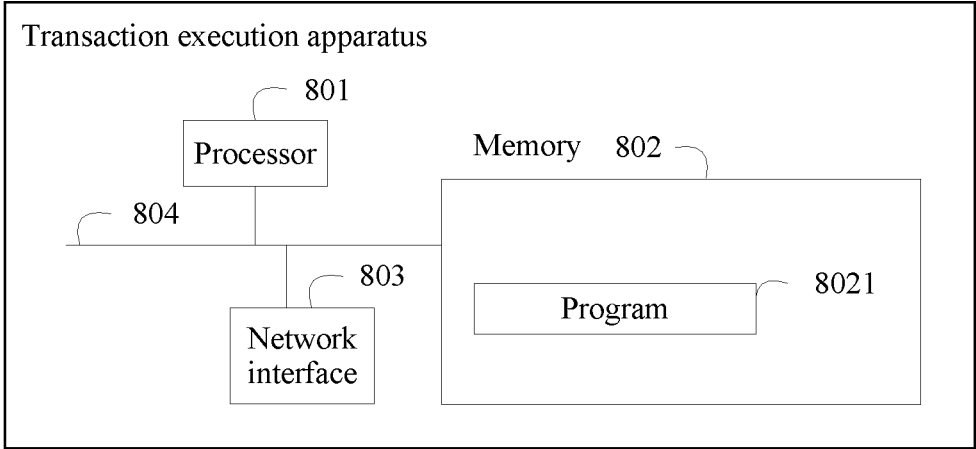 Transaction execution apparatus
801
Processor
Memory 802
804
803
8021
Program
Network
interface